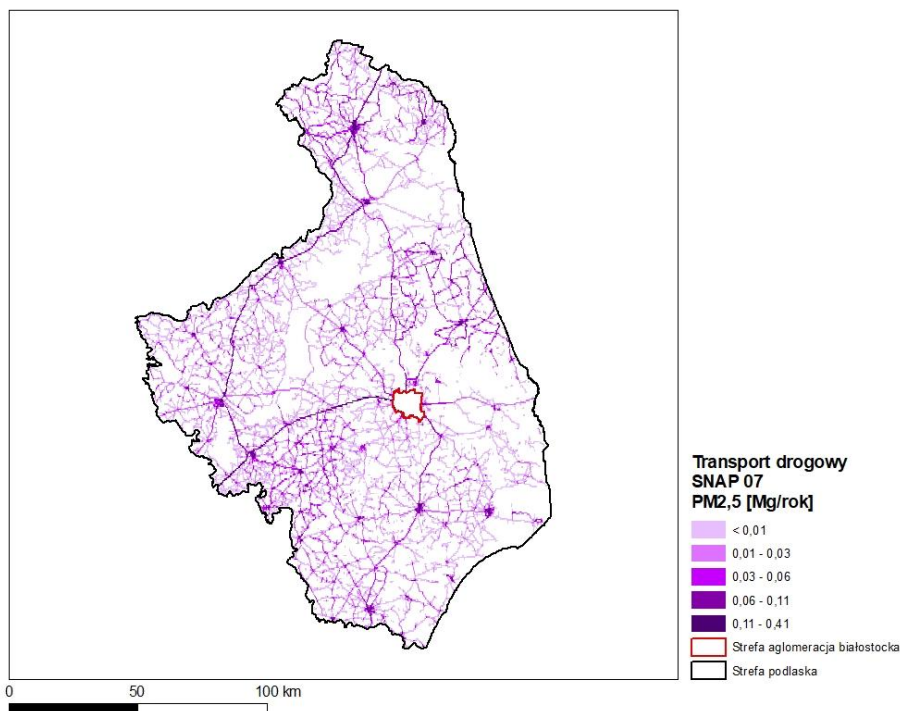 Transport drogowy
SNAP 07
PM2,5 [Mg/rok]
< 0,01
0,01 - 0,03
0,03 - 0,06
0,06 - 0,11
0,11 - 0,41
Strefa aglomeracja białostocka
Strefa podlaska
0 50 100 km